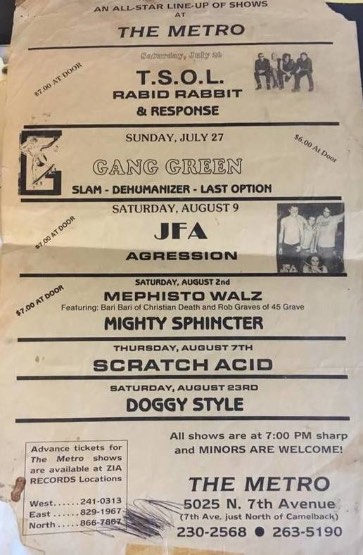 AN ALL-STAR LINE-UP OF SHOWS
AT
THE METRO
Saturday, July 26
$7.00 AT DOOR
T.S.O.L.
RABID RABBIT
& RESPONSE
SUNDAY, JULY 27
$6.00 At Door
GANG GREEN
SLAM - DEHUMANIZER - LAST OPTION
SATURDAY, AUGUST 9
$7.00 AT DOOR
JFA
AGRESSION
SATURDAY, AUGUST 2nd
$7.00 AT DOOR
MEPHISTO WALZ
Featuring: Bari Bari of Christian Death and Rob Graves of 45 Grave
MIGHTY SPHINCTER
THURSDAY, AUGUST 7TH
SCRATCH ACID
SATURDAY, AUGUST 23RD
DOGGY STYLE
Advance tickets for
The Metro shows
are available at ZIA
RECORDS Locations
West.....241-0313
East.....829-1967
North....866-7867
All shows are at 7:00 PM sharp
and MINORS ARE WELCOME!
THE METRO
5025 N. 7th Avenue
(7th Ave. just North of Camelback)
230-2568 ● 263-5190